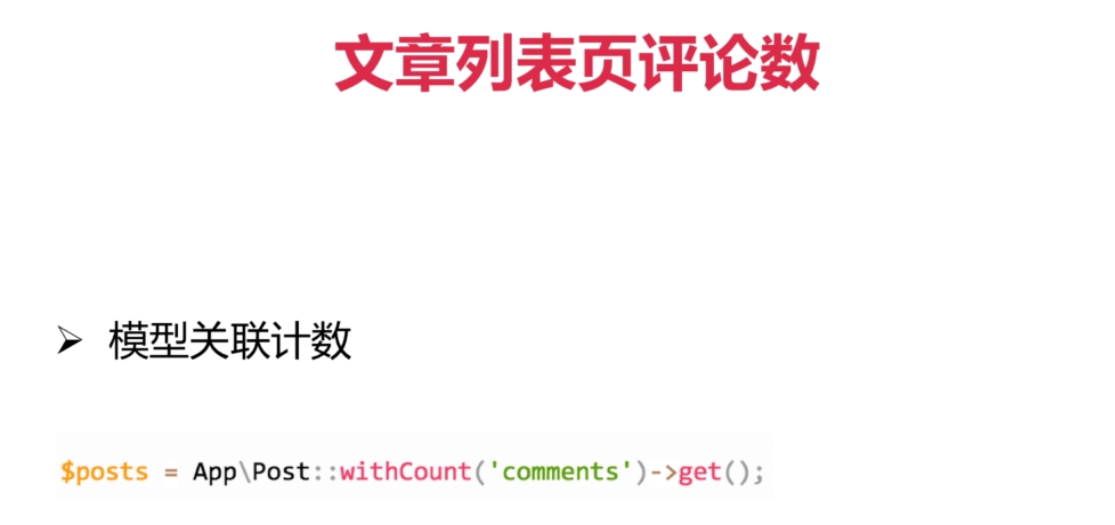 文章列表页评论数
➢ 模型关联计数
$posts = App\Post::withCount('comments')->get();